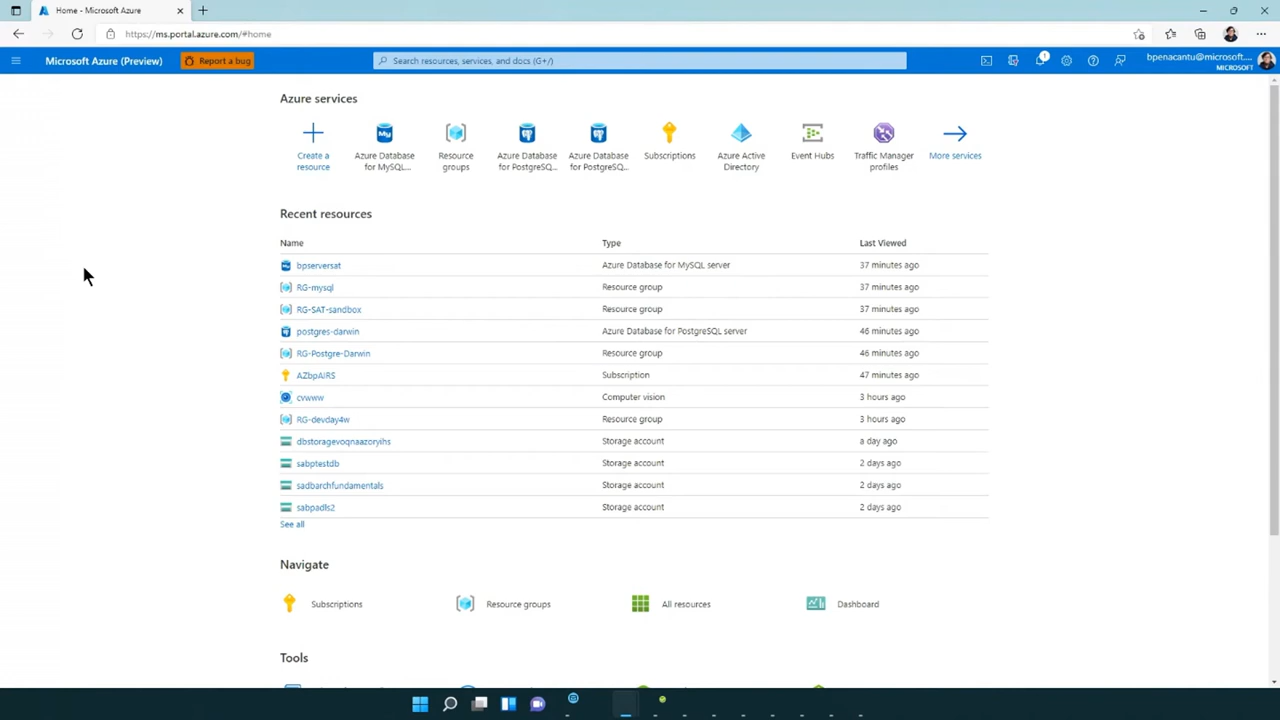 Home - Microsoft Azure
https://ms.portal.azure.com/#home
Microsoft Azure (Preview)
Report a bug
Search resources, services, and docs (G+/)
1
bpenacantu@microsoft....
MICROSOFT
Azure services
Create a
resource
Azure Database
for MySQL...
Resource
groups
Azure Database
for PostgreSQ...
Azure Database
for PostgreSQ...
Subscriptions
Azure Active
Directory
Event Hubs
Traffic Manager
profiles
More services
Recent resources
Name Type Last Viewed
bpserversat Azure Database for MySQL server 37 minutes ago
RG-mysql Resource group 37 minutes ago
RG-SAT-sandbox Resource group 37 minutes ago
postgres-darwin Azure Database for PostgreSQL server 46 minutes ago
RG-Postgre-Darwin Resource group 46 minutes ago
AZbpAIRS Subscription 47 minutes ago
cvwww Computer vision 3 hours ago
RG-devday4w Resource group 3 hours ago
dbstoragevoqnaazoryihs Storage account a day ago
sabptestdb Storage account 2 days ago
sadbarchfundamentals Storage account 2 days ago
sabpadls2 Storage account 2 days ago
See all
Navigate
Subscriptions Resource groups All resources Dashboard
Tools